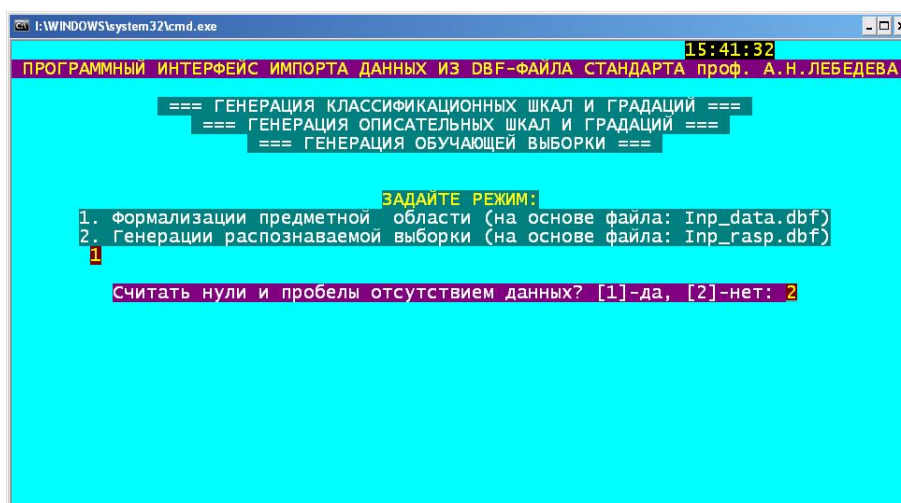 I:\WINDOWS\system32\cmd.exe
15:41:32
ПРОГРАММНЫЙ ИНТЕРФЕЙС ИМПОРТА ДАННЫХ ИЗ DBF-ФАЙЛА СТАНДАРТА проф. А.Н.ЛЕБЕДЕВА
=== ГЕНЕРАЦИЯ КЛАССИФИКАЦИОННЫХ ШКАЛ И ГРАДАЦИЙ ===
=== ГЕНЕРАЦИЯ ОПИСАТЕЛЬНЫХ ШКАЛ И ГРАДАЦИЙ ===
=== ГЕНЕРАЦИЯ ОБУЧАЮЩЕЙ ВЫБОРКИ ===
ЗАДАЙТЕ РЕЖИМ:
1. Формализации предметной области (на основе файла: Inp_data.dbf)
2. Генерации распознаваемой выборки (на основе файла: Inp_rasp.dbf)
1
Считать нули и пробелы отсутствием данных? [1]-да, [2]-нет: 2